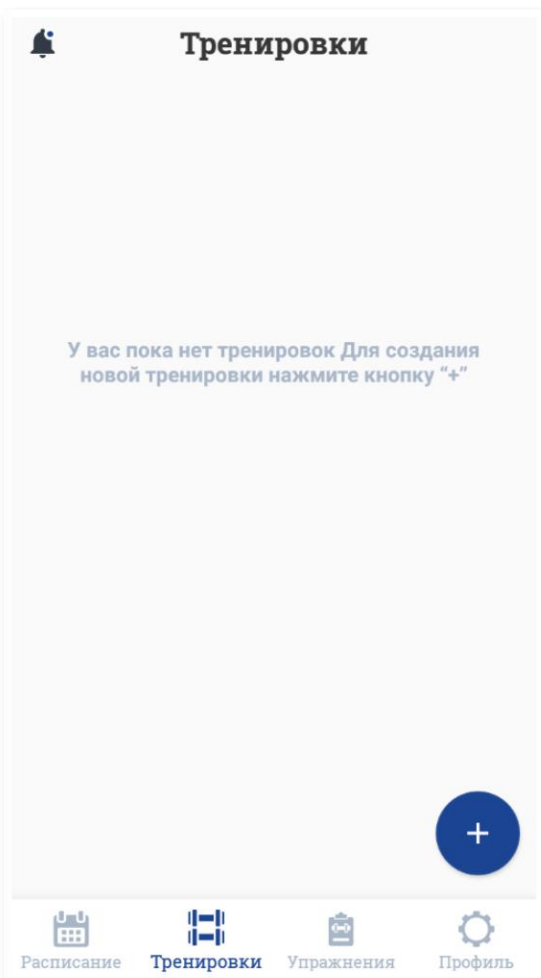 Тренировки
У вас пока нет тренировок Для создания
новой тренировки нажмите кнопку “+”
+
Расписание Тренировки Упражнения Профиль